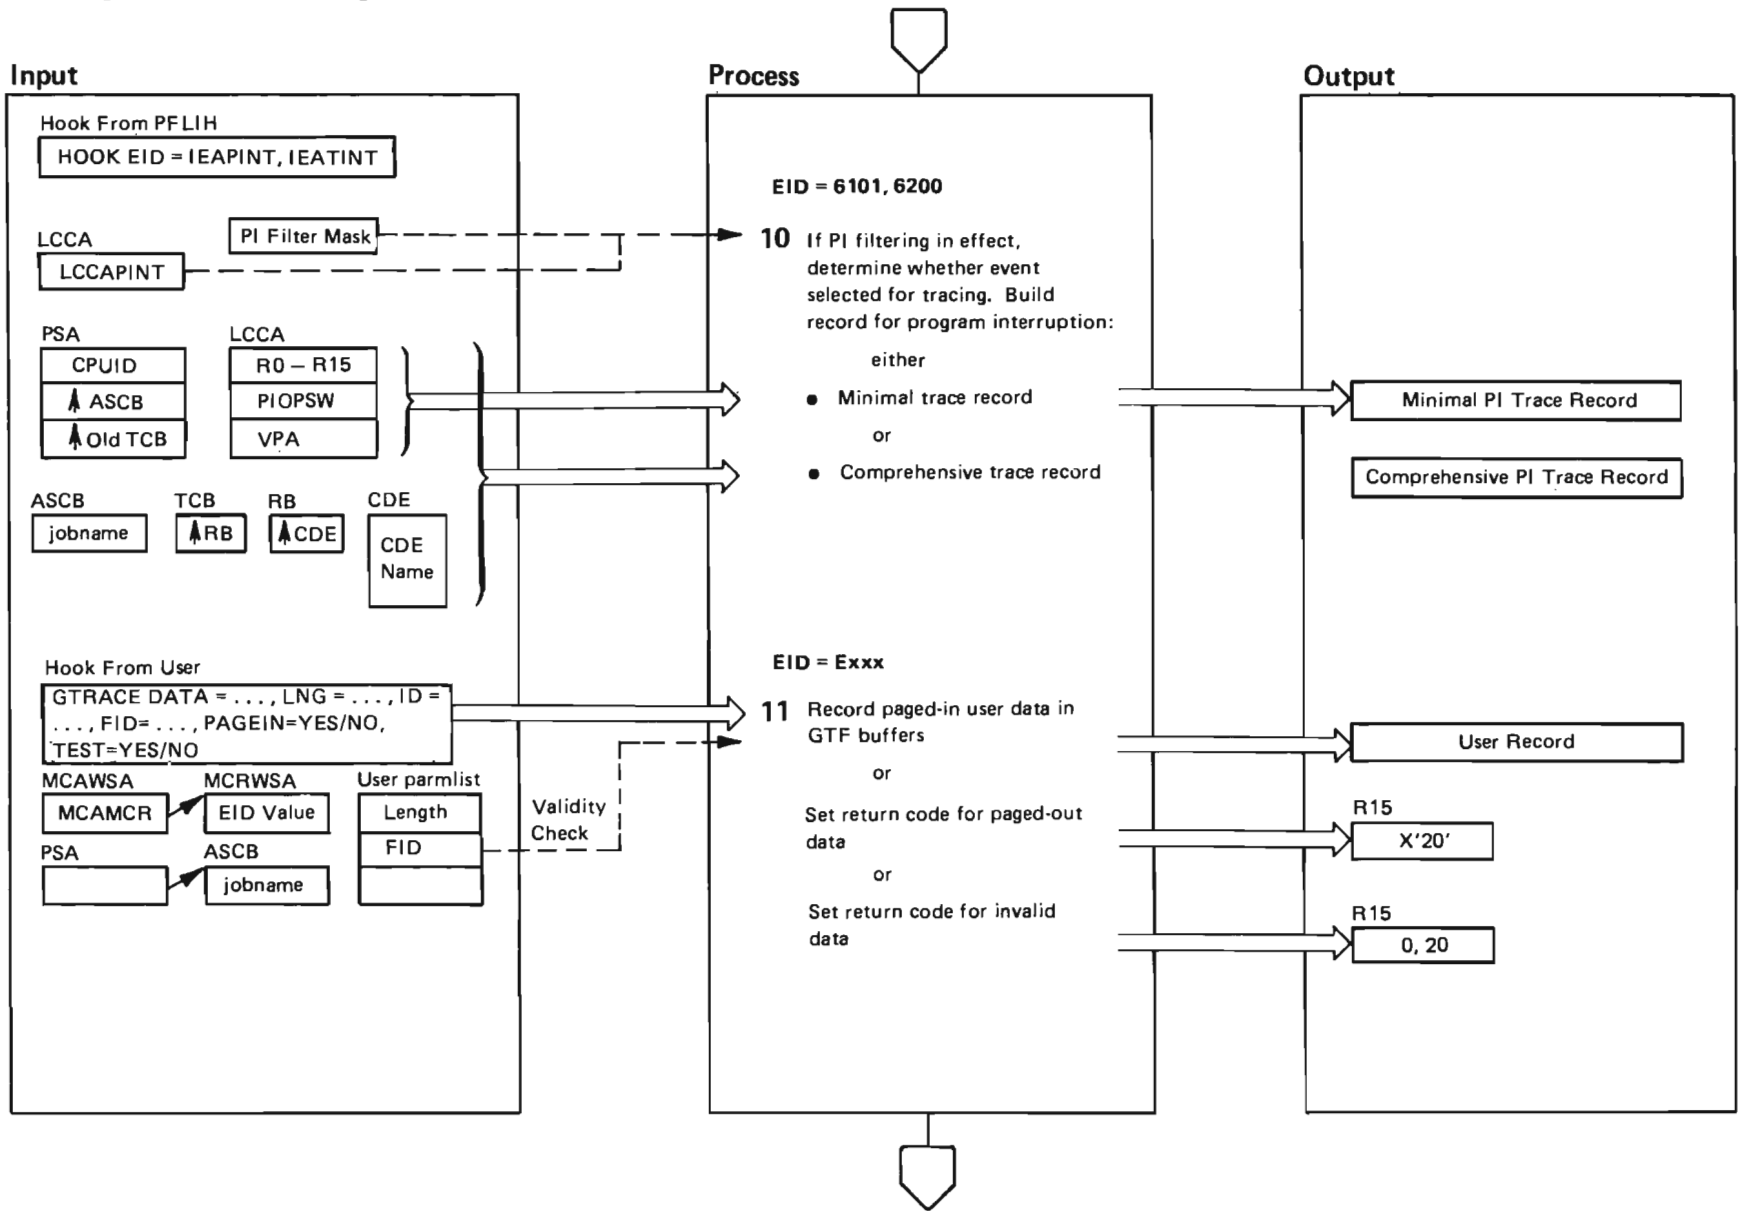 Input
Hook From PFLIH
HOOK EID = IEAPINT, IEATINT
PI Filter Mask
LCCA
LCCAPINT
PSA
CPUID
ASCB
Old TCB
LCCA
R0 – R15
PIOPSW
VPA
ASCB
jobname
TCB
RB
RB
CDE
CDE
CDE
Name
Hook From User
GTRACE DATA = ..., LNG = ..., ID =
..., FID= ..., PAGEIN=YES/NO,
TEST=YES/NO
MCAWSA
MCAMCR
MCRWSA
EID Value
User parmlist
Length
FID
PSA
ASCB
jobname
Validity
Check
Process
EID = 6101, 6200
10 If PI filtering in effect,
determine whether event
selected for tracing. Build
record for program interruption:
either
• Minimal trace record
or
• Comprehensive trace record
EID = Exxx
11 Record paged-in user data in
GTF buffers
or
Set return code for paged-out
data
or
Set return code for invalid
data
Output
Minimal PI Trace Record
Comprehensive PI Trace Record
User Record
R15
X'20'
R15
0, 20